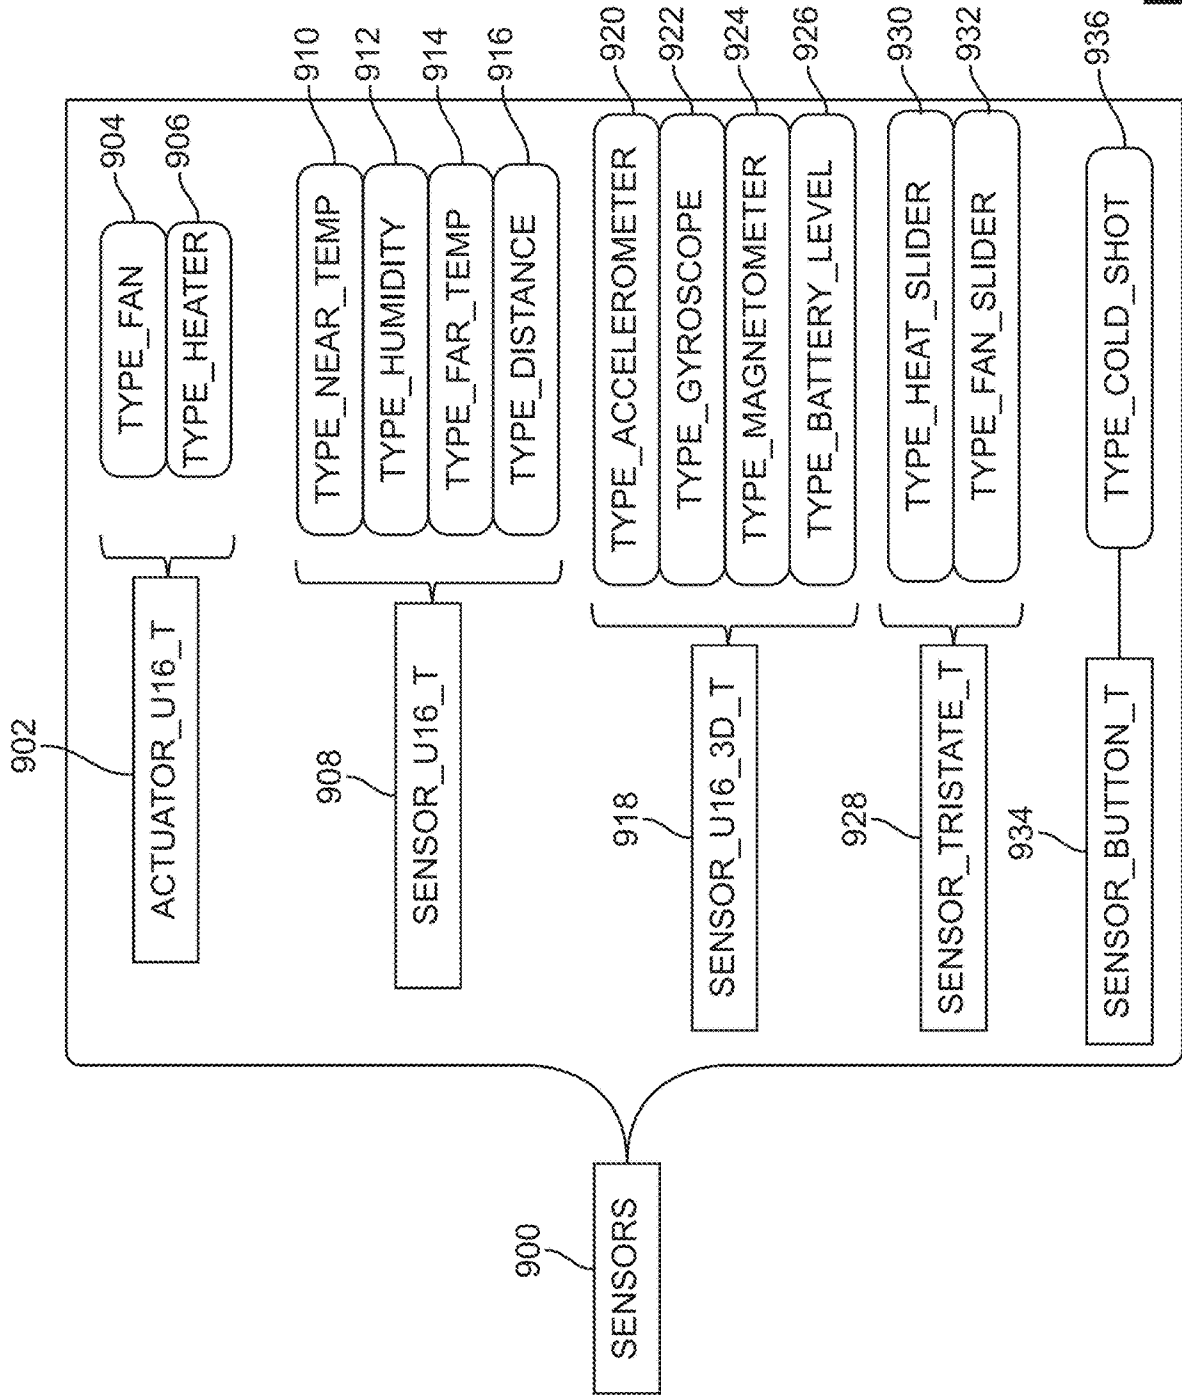 900
SENSORS
902
ACTUATOR_U16_T
904
TYPE_FAN
906
TYPE_HEATER
908
SENSOR_U16_T
910
TYPE_NEAR_TEMP
912
TYPE_HUMIDITY
914
TYPE_FAR_TEMP
916
TYPE_DISTANCE
918
SENSOR_U16_3D_T
920
TYPE_ACCELEROMETER
922
TYPE_GYROSCOPE
924
TYPE_MAGNETOMETER
926
TYPE_BATTERY_LEVEL
928
SENSOR_TRISTATE_T
930
TYPE_HEAT_SLIDER
932
TYPE_FAN_SLIDER
934
SENSOR_BUTTON_T
936
TYPE_COLD_SHOT